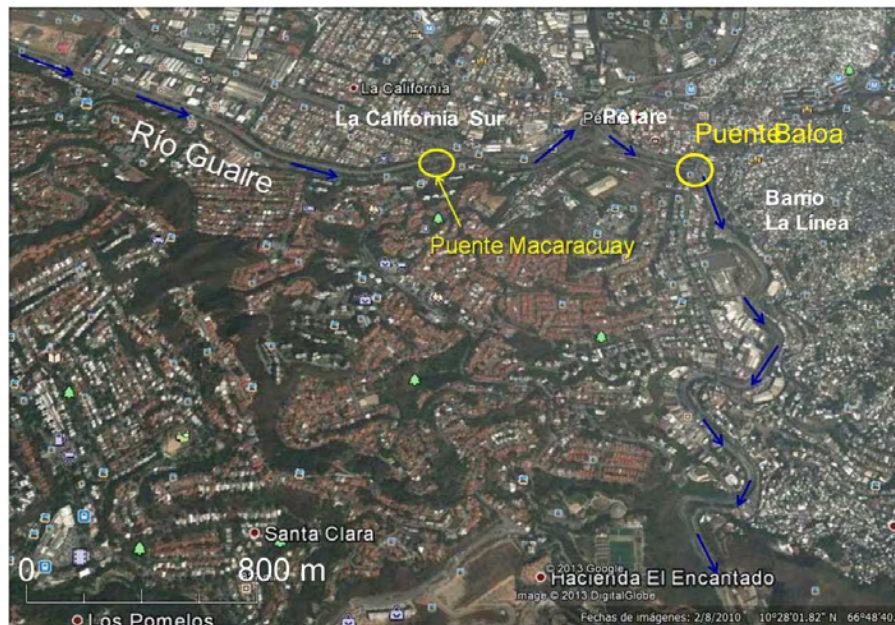 La California
La California Sur
Petare
Puente Baloa
Río Guaire
Barrio
La Línea
Puente Macaracuay
Santa Clara
0 800 m
© 2013 Google
Hacienda El Encantado
Image © 2013 DigitalGlobe
Los Pomelos
Fechas de imágenes: 2/8/2010 10°28'01.82" N 66°48'40